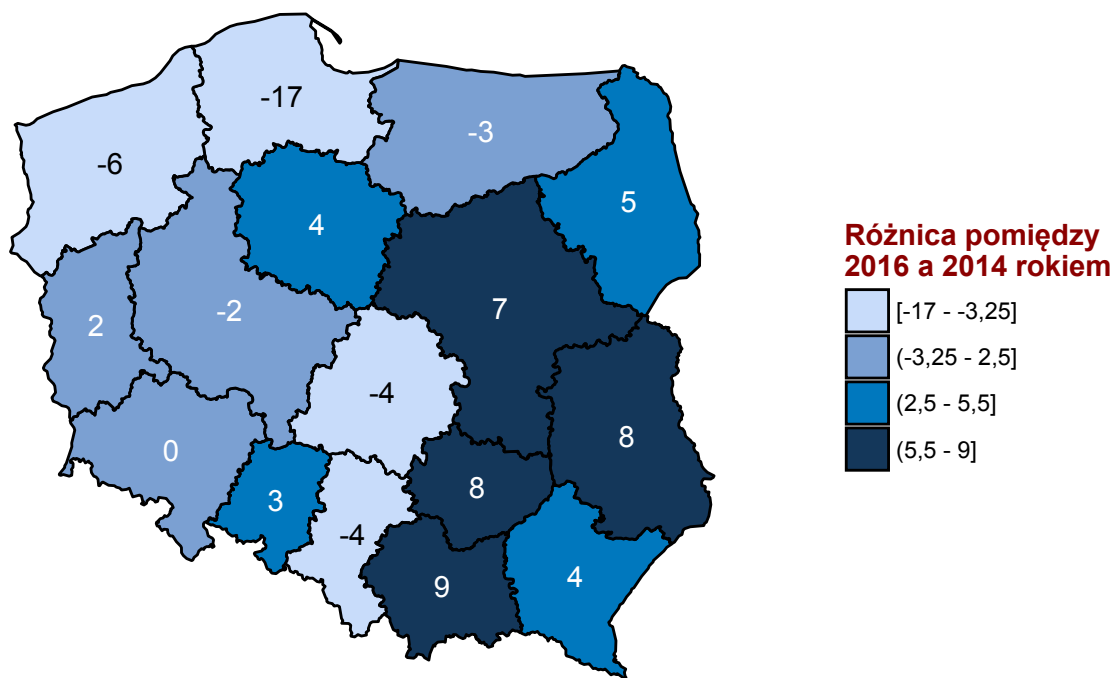 -17
-3
-6
5
4
7
-2
2
-4
8
0
8
3
-4
4
9
Różnica pomiędzy
2016 a 2014 rokiem
[-17 - -3,25]
(-3,25 - 2,5]
(2,5 - 5,5]
(5,5 - 9]